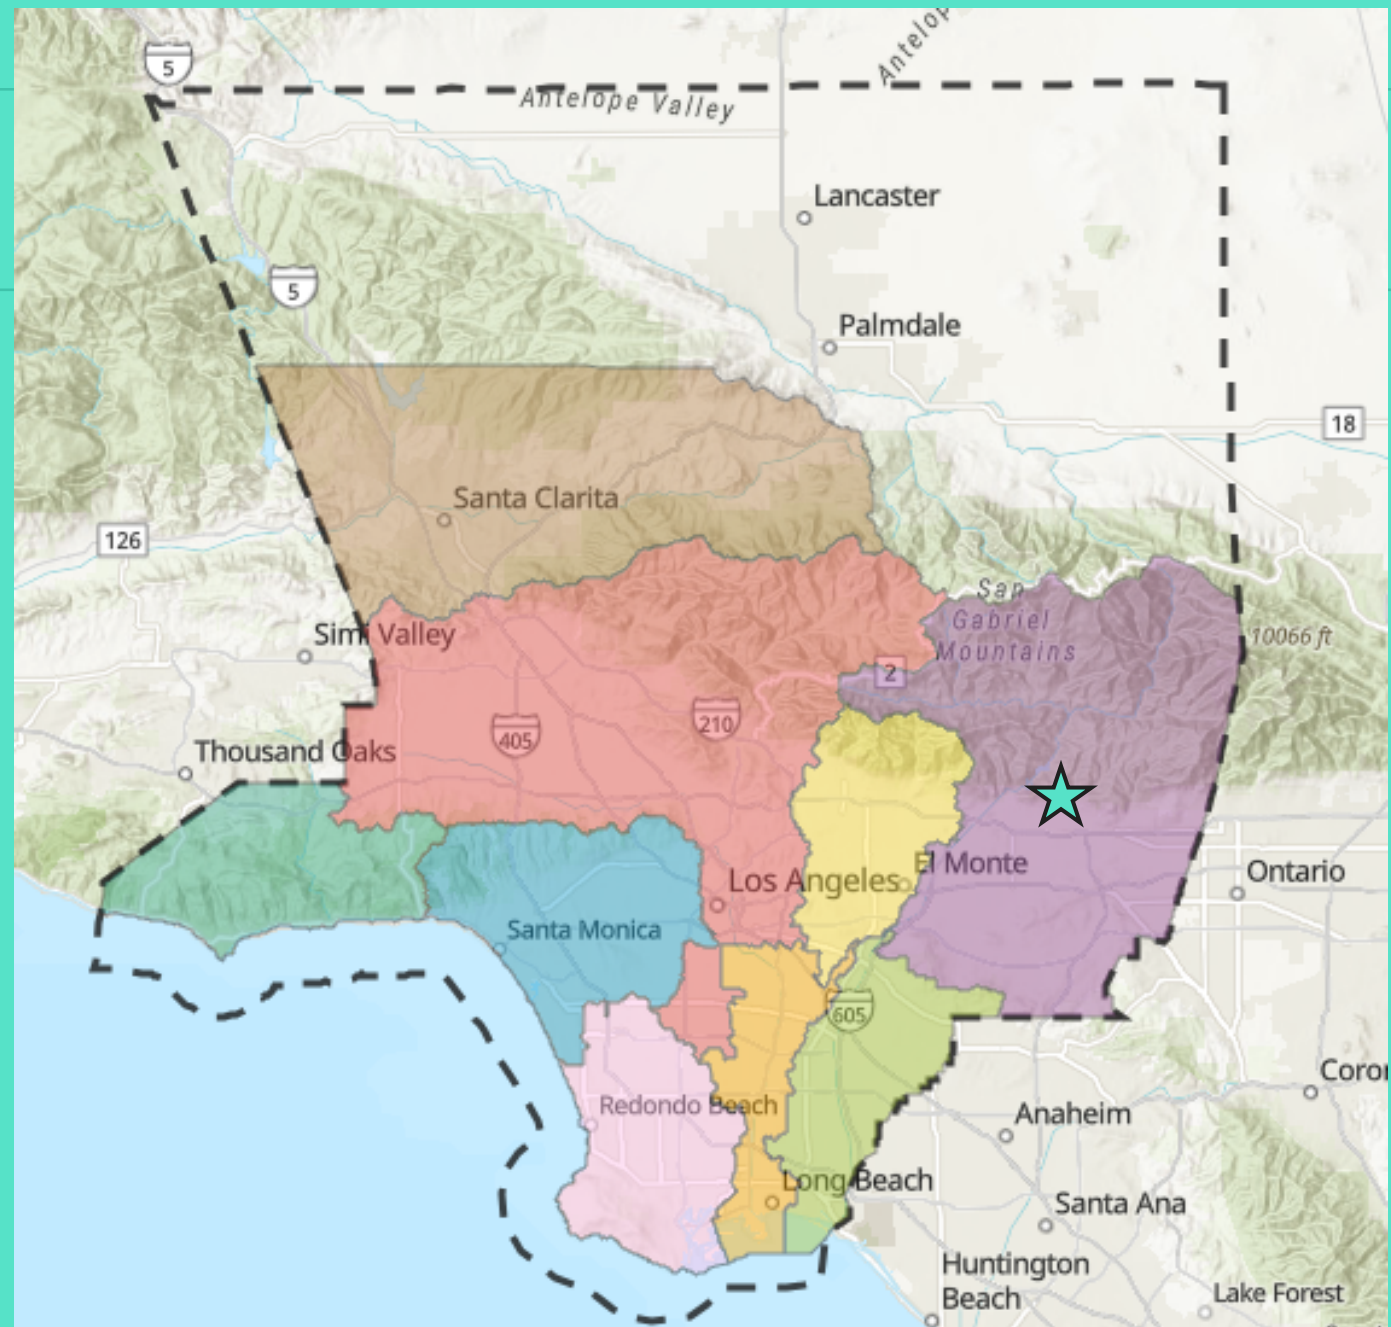 5
Antelop
Antelope Valley
Lancaster
5
Palmdale
18
Santa Clarita
126
San
Gabriel
Mountains
Simi Valley
10066 ft
2
405
210
Thousand Oaks
El Monte
Ontario
Los Angeles
Santa Monica
605
Coror
Redondo Beach
Anaheim
Long Beach
Santa Ana
Huntington
Beach
Lake Forest